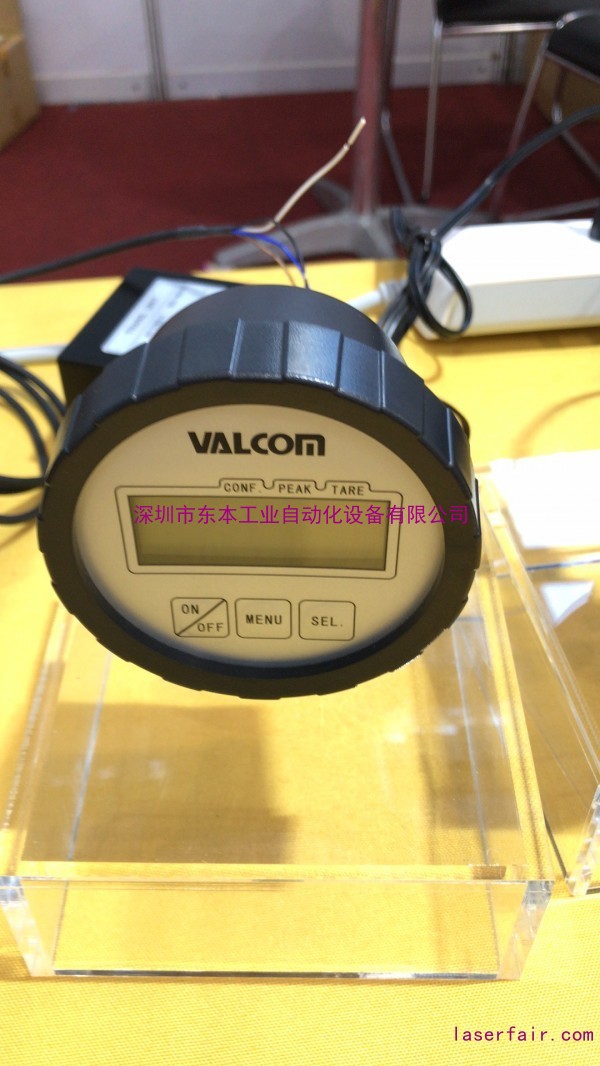 VALCOM
CONF. PEAK TARE
深圳市东本工业自动化设备有限公司
ON
OFF
MENU
SEL.
laserfair.com